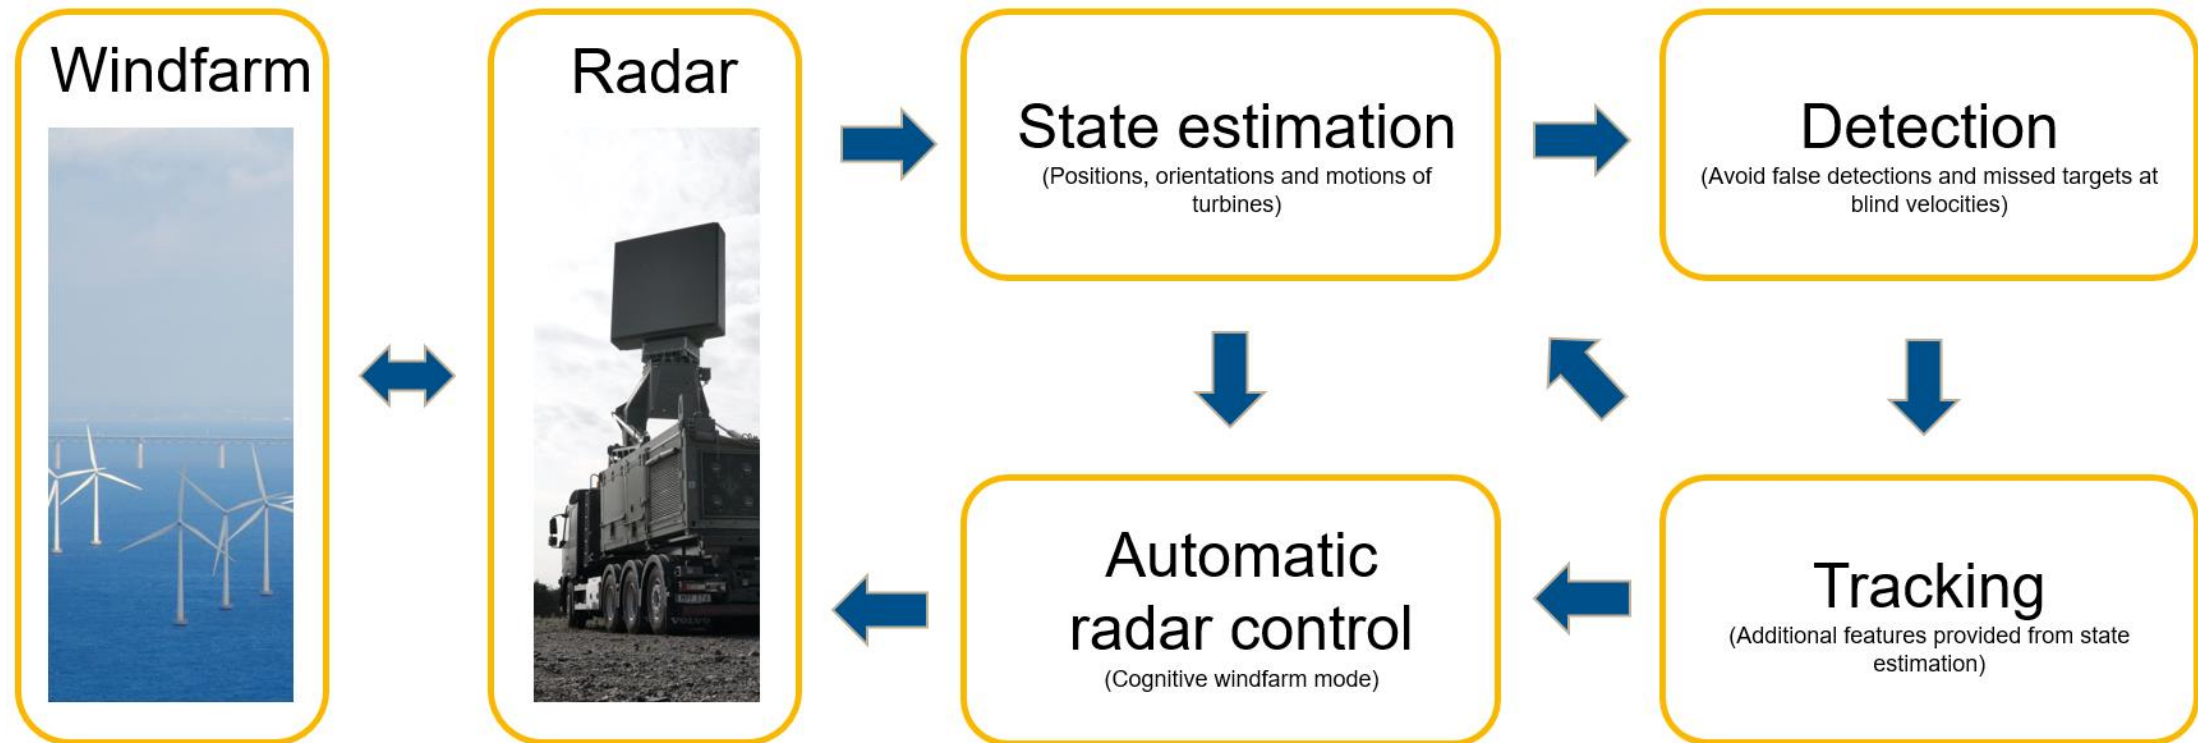 Windfarm
Radar
State estimation
(Positions, orientations and motions of
turbines)
Detection
(Avoid false detections and missed targets at
blind velocities)
Automatic
radar control
(Cognitive windfarm mode)
Tracking
(Additional features provided from state
estimation)
VOLVO